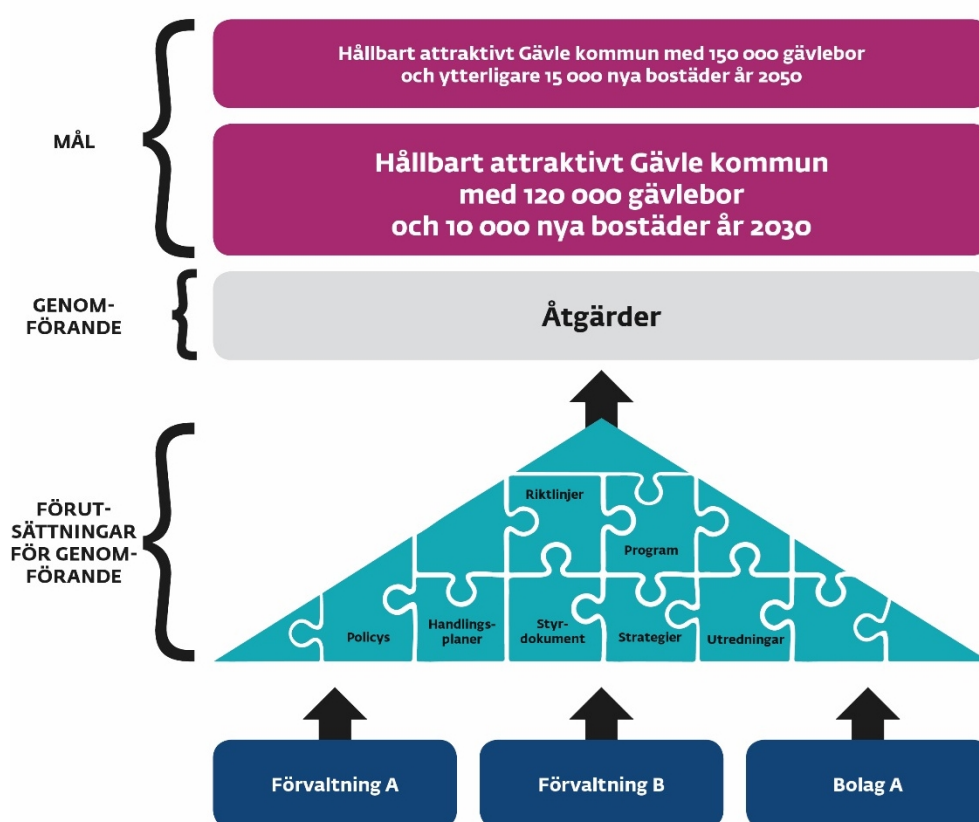 Hållbart attraktivt Gävle kommun med 150 000 gävlebor
och ytterligare 15 000 nya bostäder år 2050
MÅL
Hållbart attraktivt Gävle kommun
med 120 000 gävlebor
och 10 000 nya bostäder år 2030
GENOM-
FÖRANDE
Åtgärder
FÖRUT-
SÄTTNINGAR
FÖR GENOM-
FÖRANDE
Riktlinjer
Program
Policys
Handlings-
planer
Styr-
dokument
Strategier
Utredningar
Förvaltning A
Förvaltning B
Bolag A